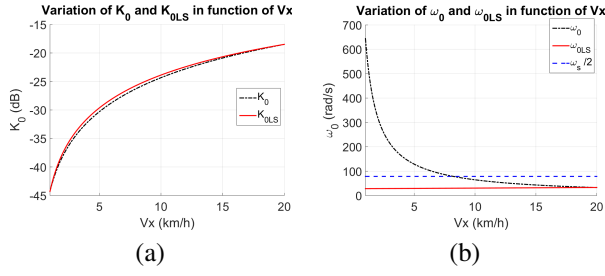 Variation of K0 and K0LS in function of Vx
-15
-20
-25
-30
-35
-40
-45
K0 (dB)
K0
K0LS
5
10
15
20
Vx (km/h)
(a)
Variation of ω0 and ω0LS in function of Vx
700
600
500
400
300
200
100
0
ω0 (rad/s)
ω0
ω0LS
ωs/2
5
10
15
20
Vx (km/h)
(b)